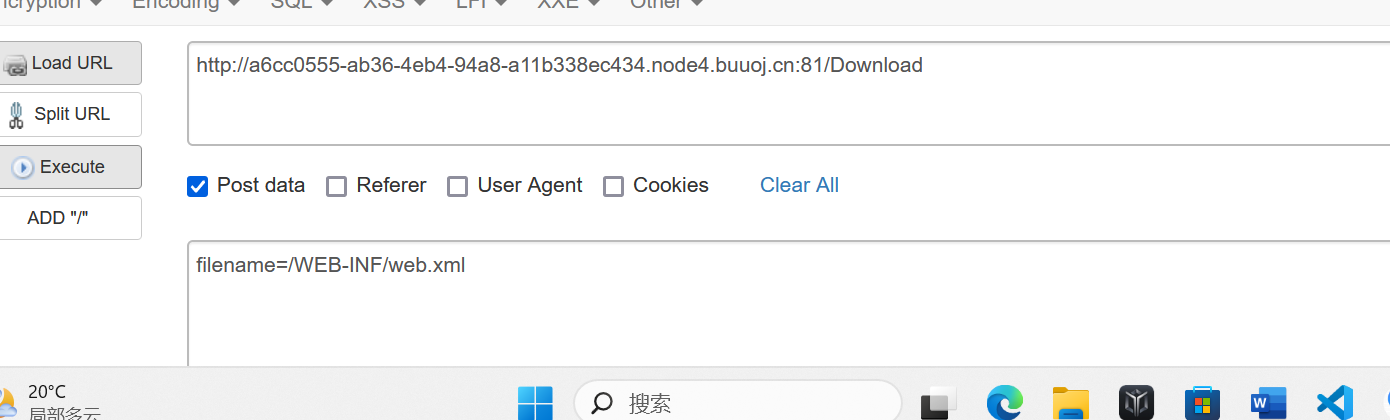 Encoding SQL XSS LFI XXE Other
Load URL
http://a6cc0555-ab36-4eb4-94a8-a11b338ec434.node4.buuoj.cn:81/Download
Split URL
Execute
Post data Referer User Agent Cookies Clear All
ADD "/"
filename=/WEB-INF/web.xml
20°C
局部多云
搜索
W